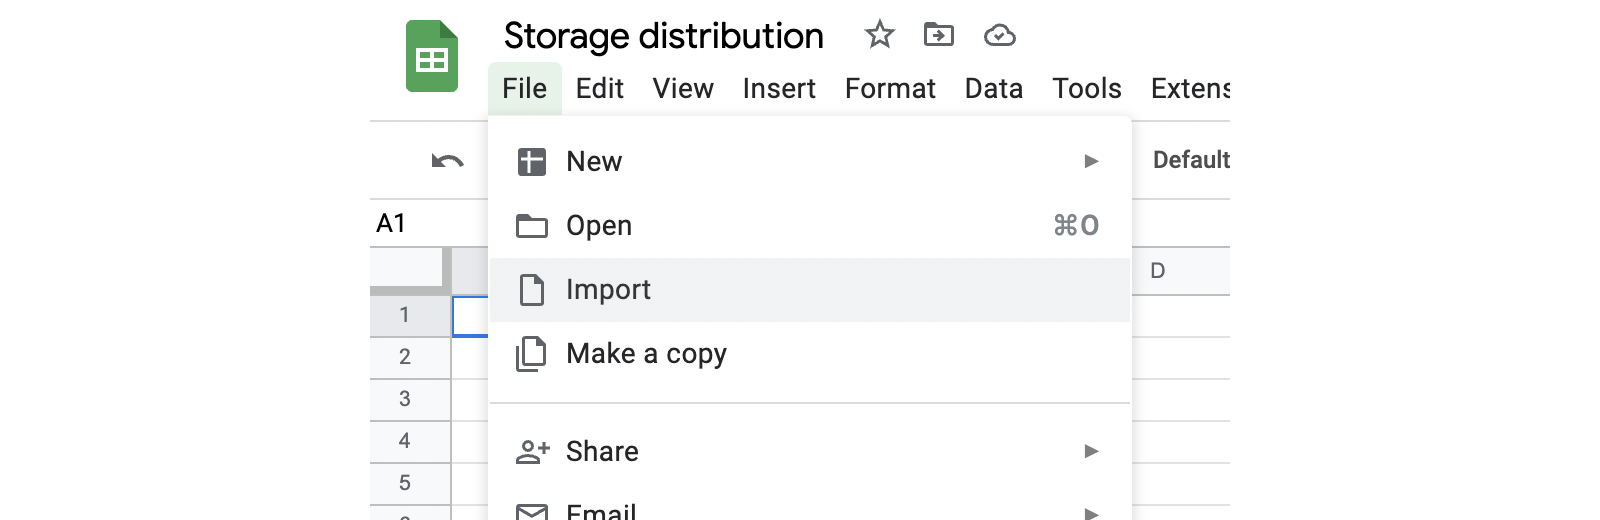 Storage distribution
File Edit View Insert Format Data Tools Extens
New
Default
Open ⌘O
A1
Import
D
1
Make a copy
2
3
4
Share
5
Email